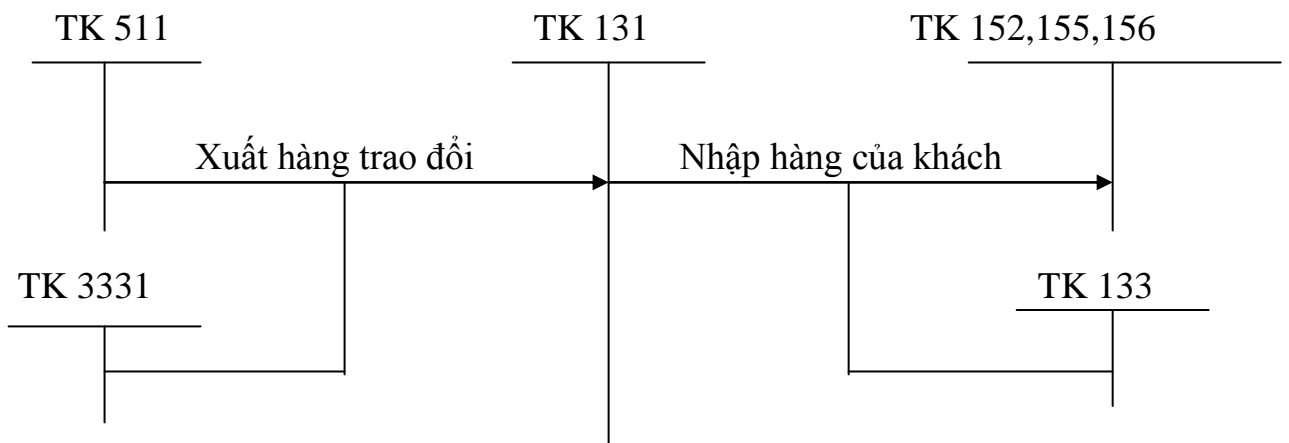 TK 511
TK 131
TK 152,155,156
Xuất hàng trao đổi
Nhập hàng của khách
TK 3331
TK 133